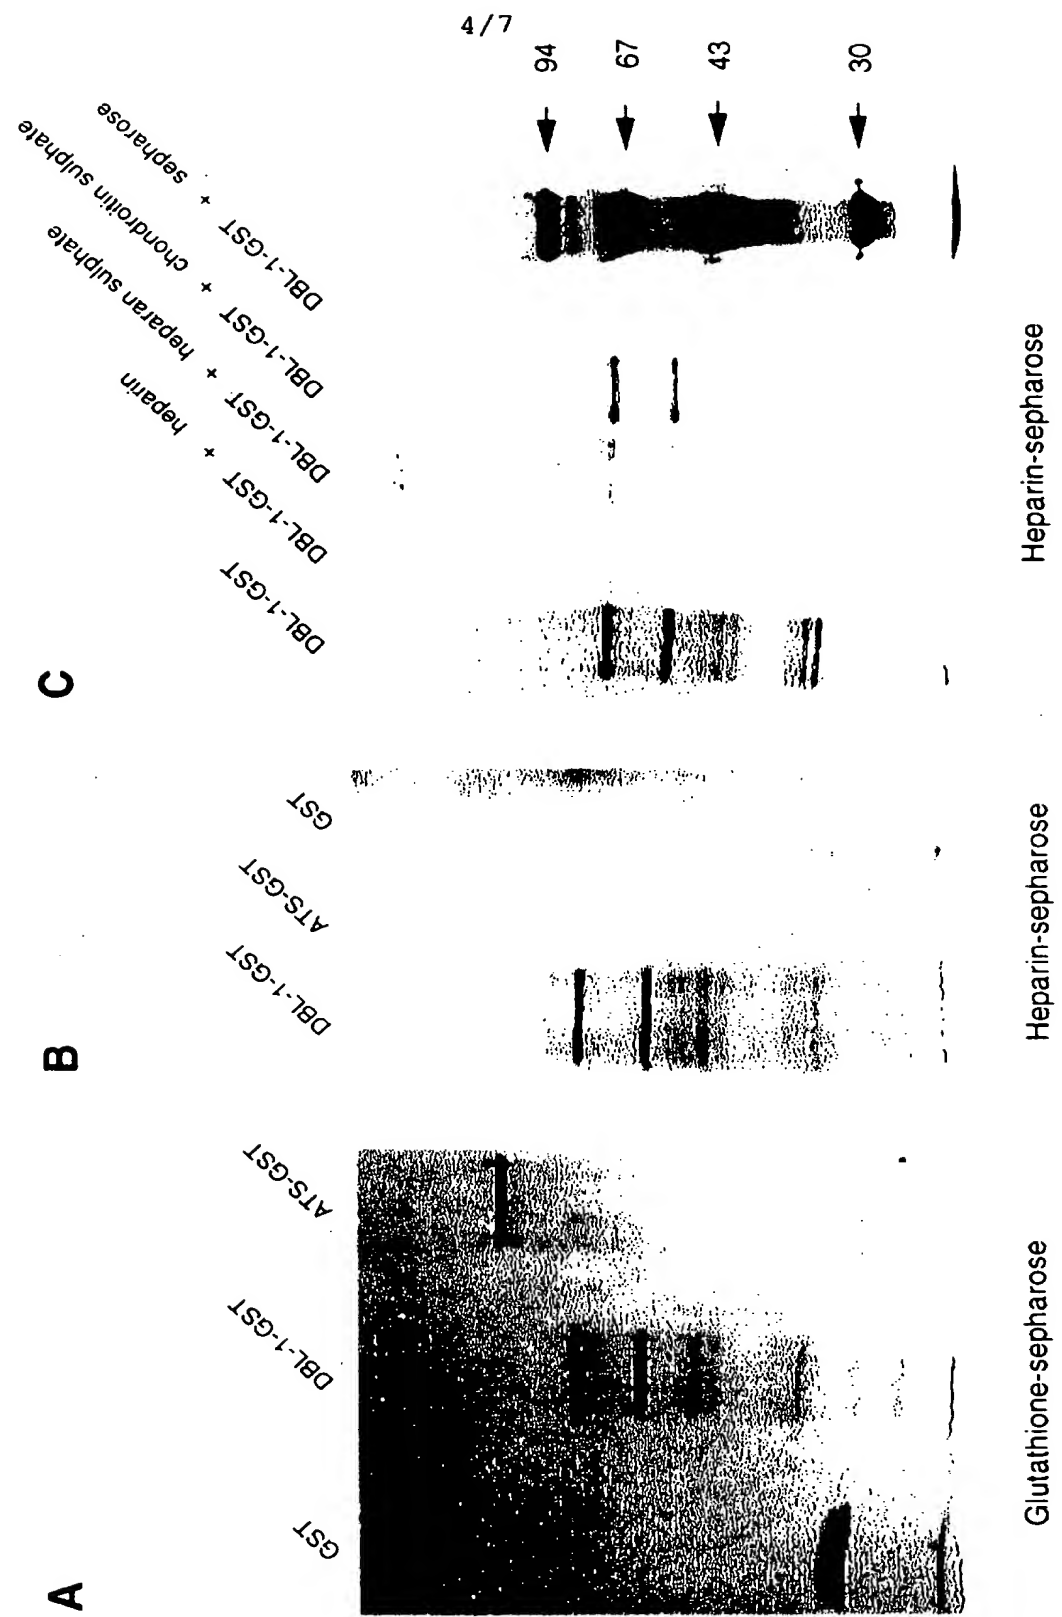 4/7
A
GST
DBL-1-GST
ATS-GST
Glutathione-sepharose
B
DBL-1-GST
ATS-GST
GST
Heparin-sepharose
C
DBL-1-GST
DBL-1-GST x heparin
DBL-1-GST x heparan sulphate
DBL-1-GST x chondroitin sulphate
DBL-1-GST x sepharose
94
67
43
30
Heparin-sepharose